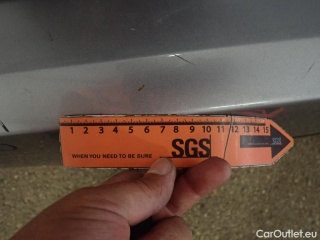 1 2 3 4 5 6 7 8 9 10 11 12 13 14 15
WHEN YOU NEED TO BE SURE SGS
CarOutlet.eu